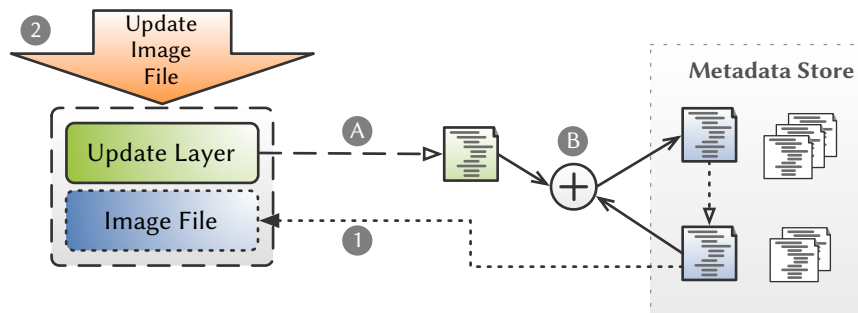 2
Update
Image
File
Metadata Store
A
B
Update Layer
Image File
1